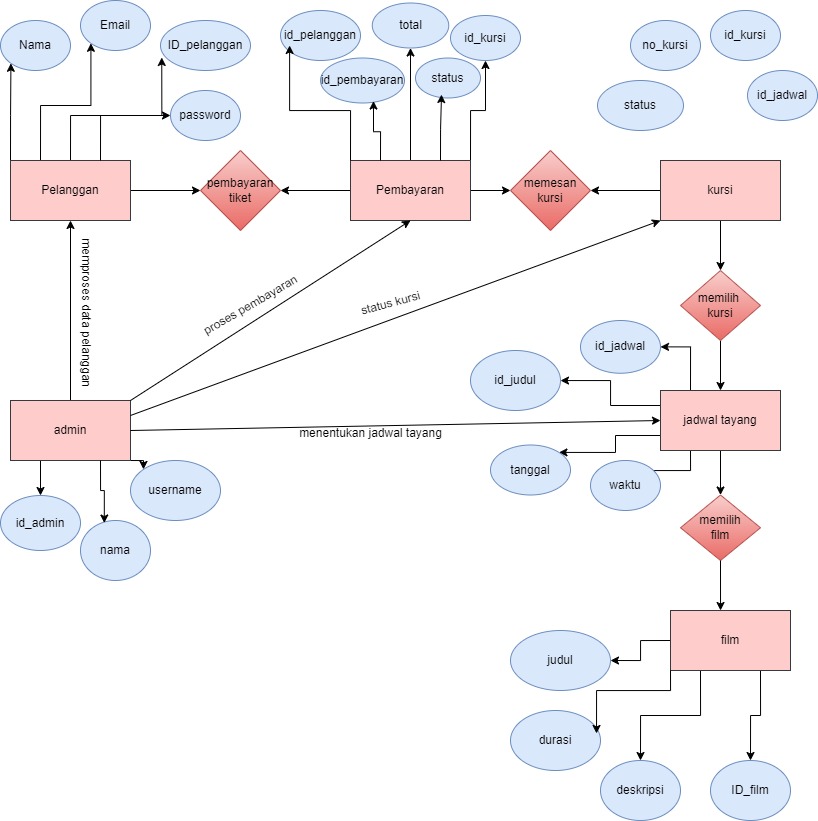 Nama
Email
ID_pelanggan
password
id_pelanggan
total
id_kursi
id_pembayaran
status
no_kursi
id_kursi
status
id_jadwal
Pelanggan
pembayaran
tiket
Pembayaran
memesan
kursi
kursi
memproses data pelanggan
proses pembayaran
status kursi
memilih
kursi
id_jadwal
id_judul
admin
menentukan jadwal tayang
jadwal tayang
tanggal
waktu
username
id_admin
nama
memilih
film
film
judul
durasi
deskripsi
ID_film